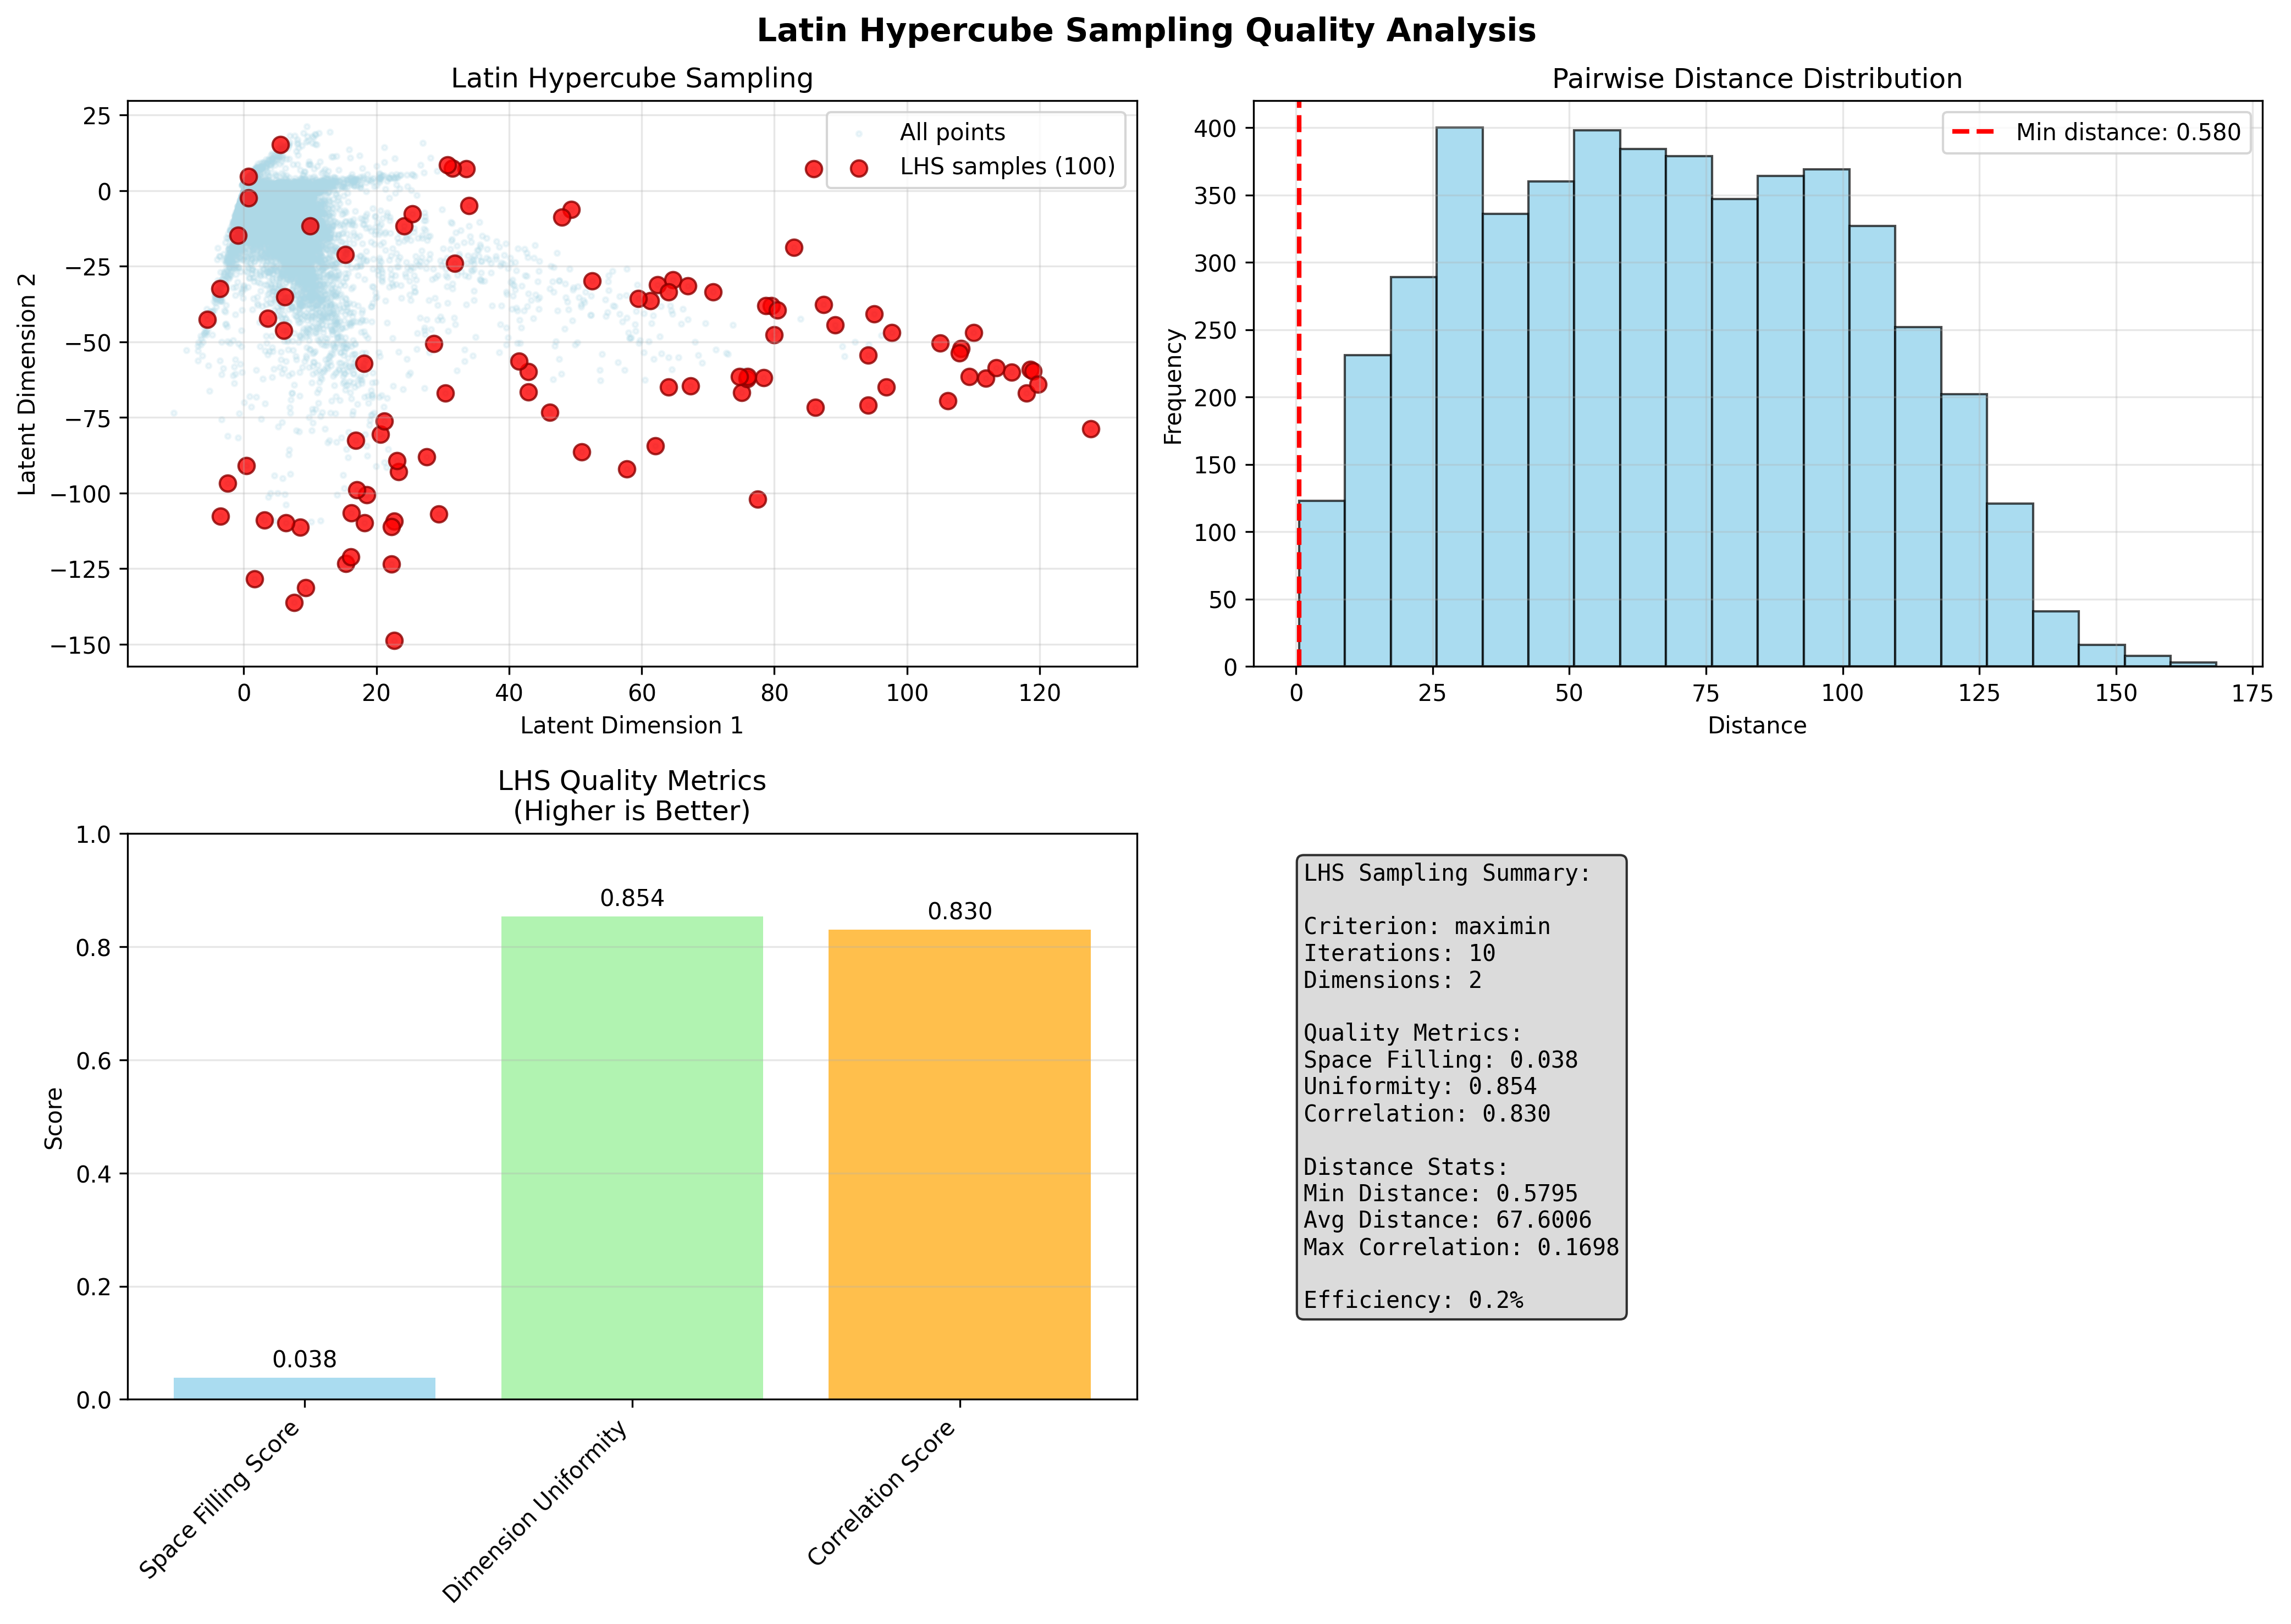 Latin Hypercube Sampling Quality Analysis
Latin Hypercube Sampling
25
0
−25
−50
−75
−100
−125
−150
Latent Dimension 2
0 20 40 60 80 100 120
Latent Dimension 1
All points
LHS samples (100)
Pairwise Distance Distribution
400
350
300
250
200
150
100
50
0
Frequency
0 25 50 75 100 125 150 175
Distance
Min distance: 0.580
LHS Quality Metrics
(Higher is Better)
1.0
0.8
0.6
0.4
0.2
0.0
Score
0.038
0.854
0.830
Space Filling Score
Dimension Uniformity
Correlation Score
LHS Sampling Summary:
Criterion: maximin
Iterations: 10
Dimensions: 2
Quality Metrics:
Space Filling: 0.038
Uniformity: 0.854
Correlation: 0.830
Distance Stats:
Min Distance: 0.5795
Avg Distance: 67.6006
Max Correlation: 0.1698
Efficiency: 0.2%